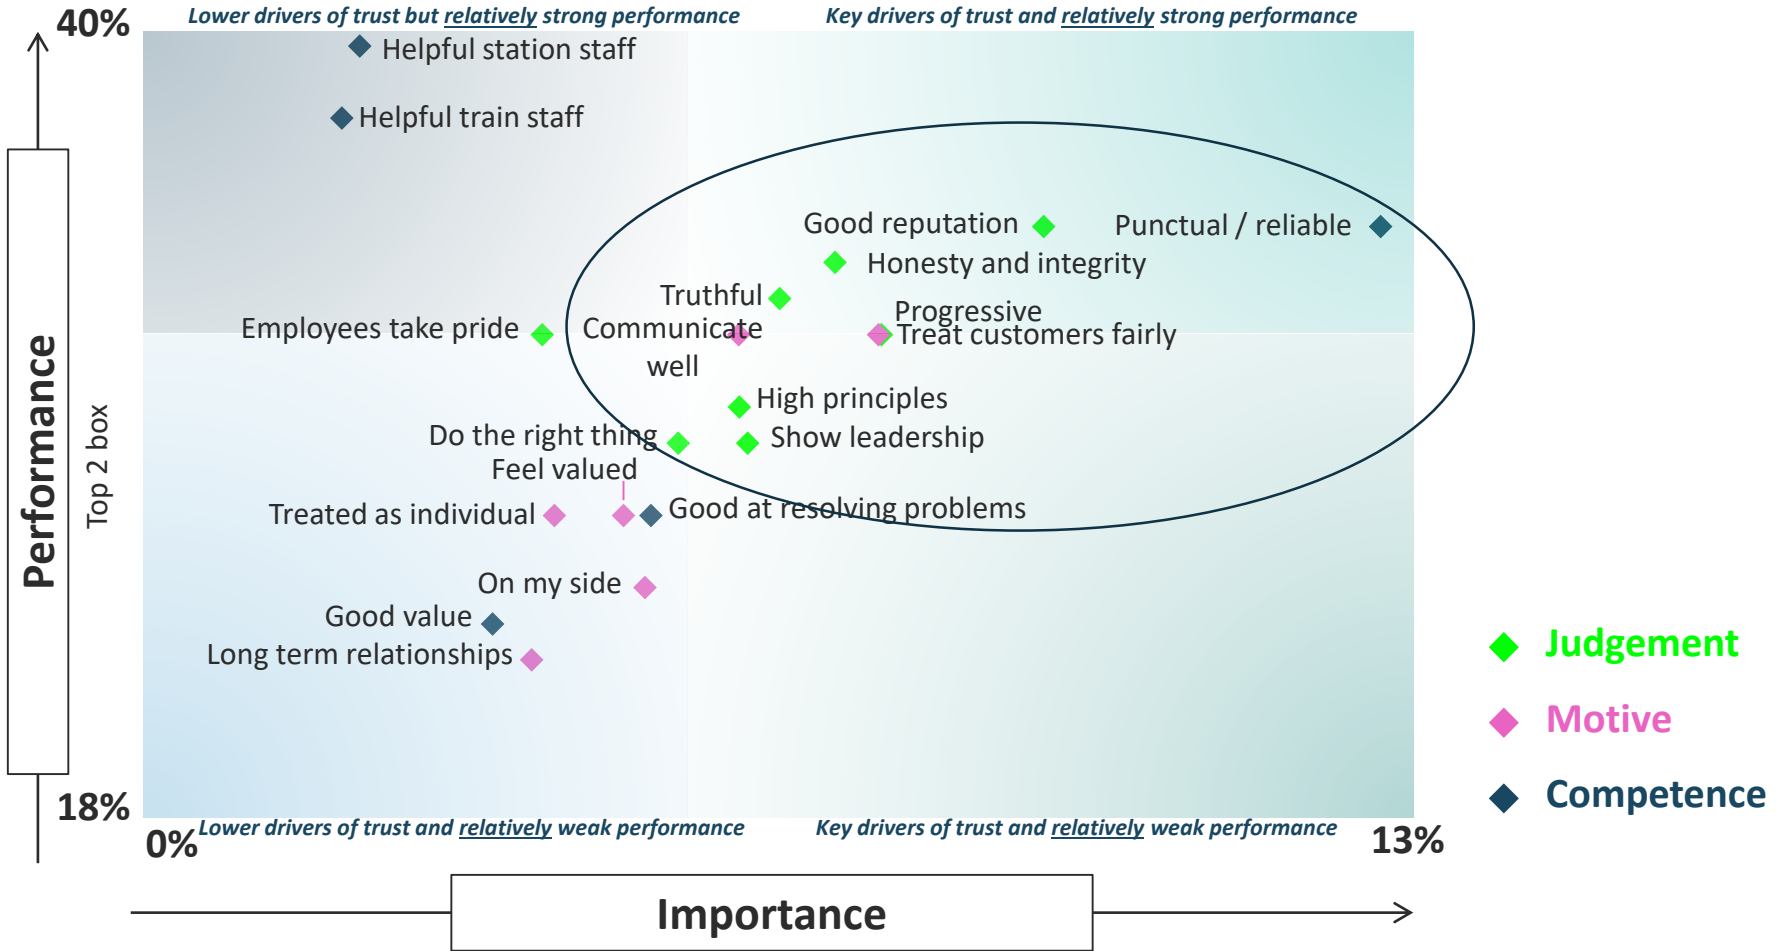 Lower drivers of trust but relatively strong performance
Key drivers of trust and relatively strong performance
40%
Helpful station staff
Helpful train staff
Good reputation
Punctual / reliable
Honesty and integrity
Truthful
Progressive
Employees take pride
Communicate
well
Treat customers fairly
High principles
Do the right thing
Show leadership
Feel valued
Treated as individual
Good at resolving problems
On my side
Good value
Long term relationships
Performance
Top 2 box
Judgement
Motive
Competence
18%
Lower drivers of trust and relatively weak performance
Key drivers of trust and relatively weak performance
0%
13%
Importance